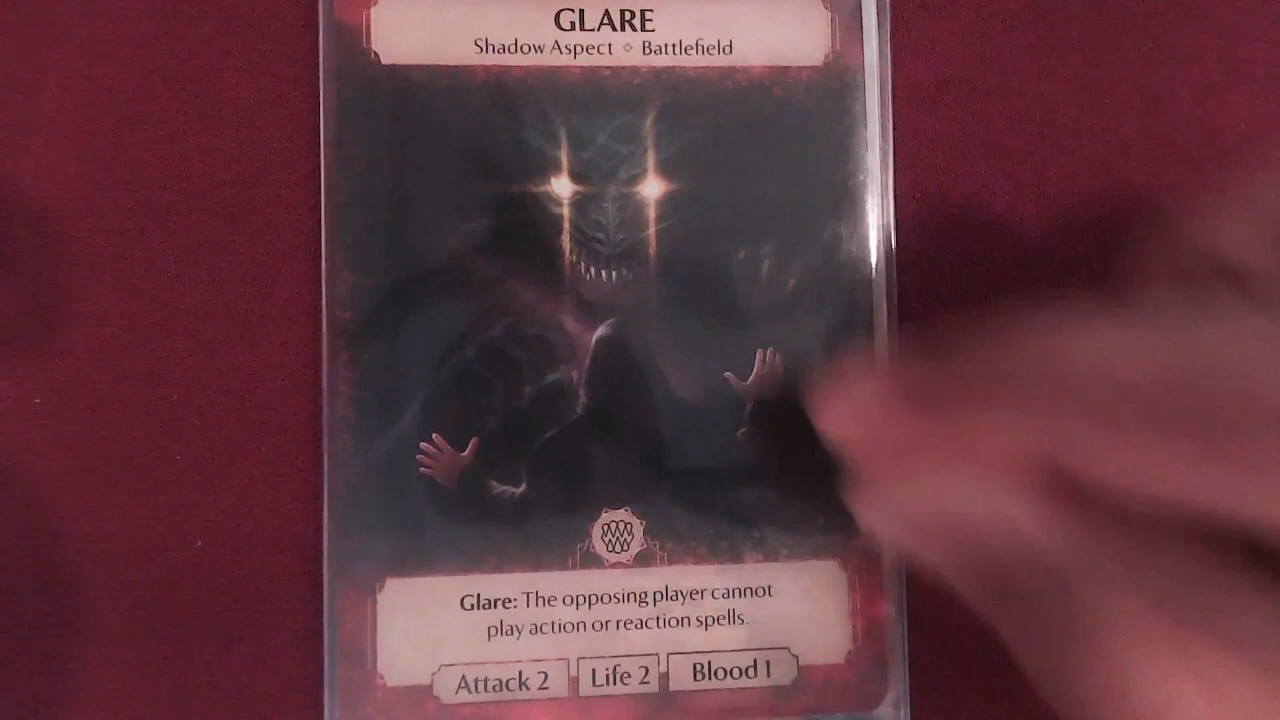 GLARE
Shadow Aspect ◇ Battlefield
Glare: The opposing player cannot
play action or reaction spells.
Attack 2 Life 2 Blood 1